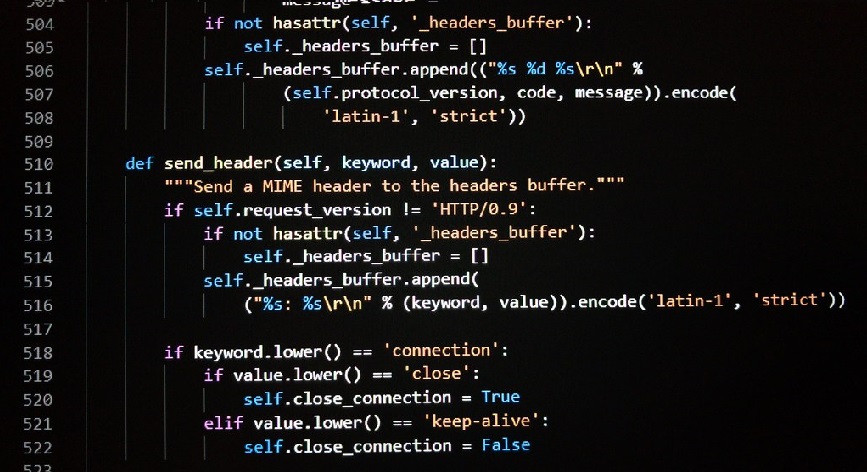 504 if not hasattr(self, '_headers_buffer'):
505 self._headers_buffer = []
506 self._headers_buffer.append(("%s %d %s\r\n" %
507 (self.protocol_version, code, message)).encode(
508 'latin-1', 'strict'))
509
510 def send_header(self, keyword, value):
511 """Send a MIME header to the headers buffer."""
512 if self.request_version != 'HTTP/0.9':
513 if not hasattr(self, '_headers_buffer'):
514 self._headers_buffer = []
515 self._headers_buffer.append(
516 ("%s: %s\r\n" % (keyword, value)).encode('latin-1', 'strict'))
517
518 if keyword.lower() == 'connection':
519 if value.lower() == 'close':
520 self.close_connection = True
521 elif value.lower() == 'keep-alive':
522 self.close_connection = False